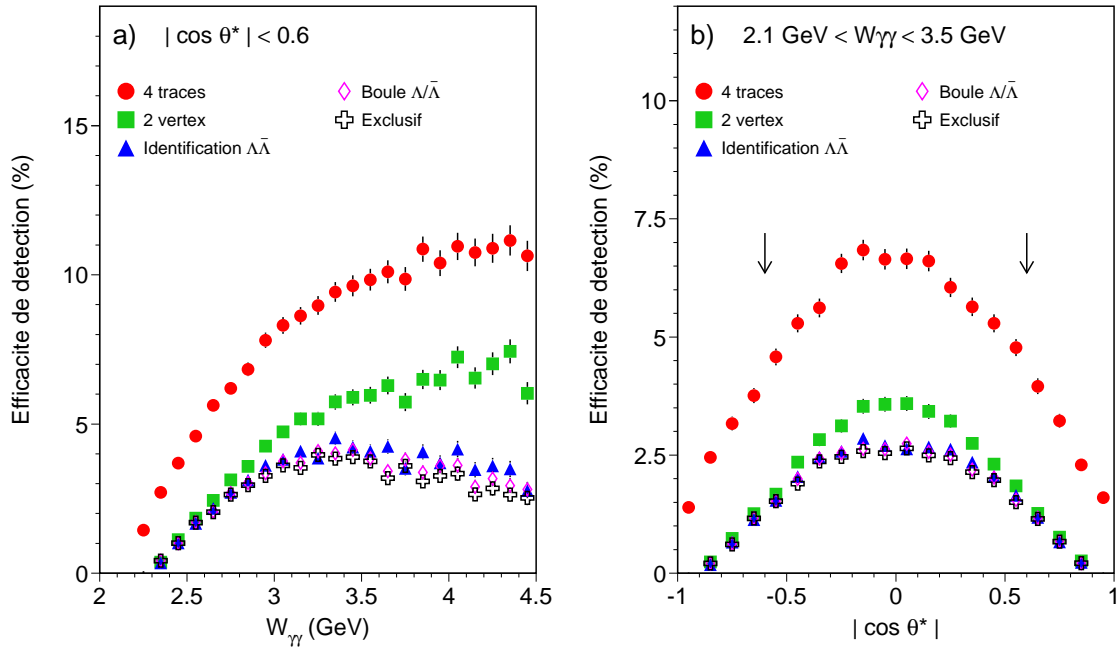 a) | cos θ* | < 0.6
4 traces
2 vertex
Identification ΛΛ̄
Boule Λ/Λ̄
Exclusif
Efficacite de detection (%)
15
10
5
0
2 2.5 3 3.5 4 4.5
W γγ (GeV)
b) 2.1 GeV < Wγγ < 3.5 GeV
4 traces
2 vertex
Identification ΛΛ̄
Boule Λ/Λ̄
Exclusif
Efficacite de detection (%)
10
7.5
5
2.5
0
-1 -0.5 0 0.5 1
| cos θ* |